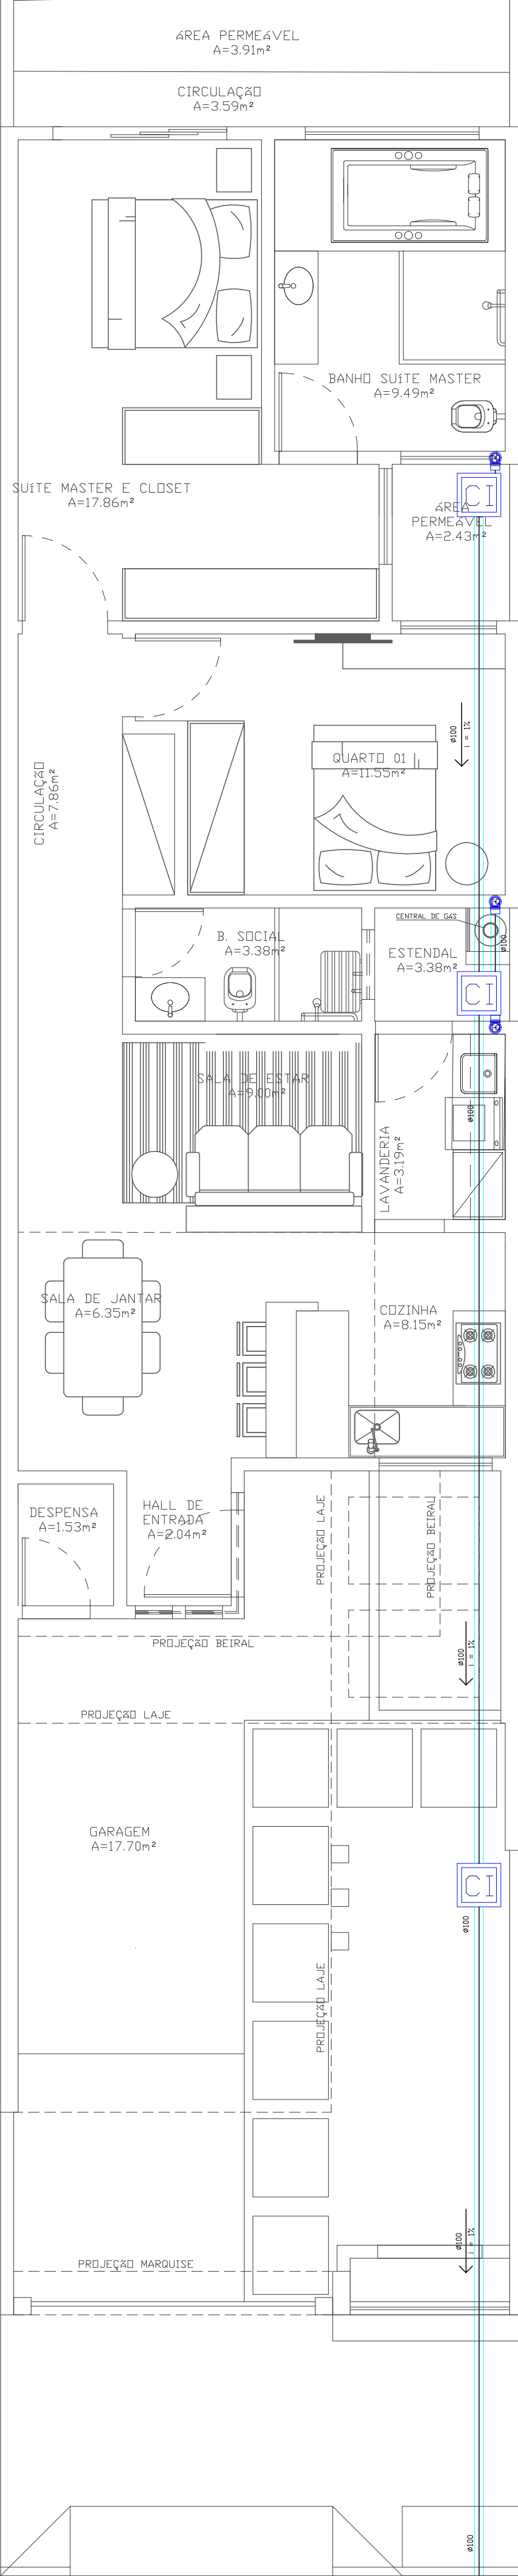 ÁREA PERMEÁVEL
A=3.91m²
CIRCULAÇÃO
A=3.59m²
BANHO SUÍTE MASTER
A=9.49m²
SUÍTE MASTER E CLOSET
A=17.86m²
CI
ÁREA
PERMEÁVEL
A=2.43m²
ø100
i = 1%
QUARTO 01
A=11.55m²
CIRCULAÇÃO
A=7.86m²
CENTRAL DE GÁS
B. SOCIAL
A=3.38m²
ø100
ESTENDAL
A=3.38m²
CI
SALA DE ESTAR
A=9.00m²
ø100
LAVANDERIA
A=3.19m²
SALA DE JANTAR
A=6.35m²
COZINHA
A=8.15m²
DESPENSA
A=1.53m²
HALL DE
ENTRADA
A=2.04m²
PROJEÇÃO LAJE
PROJEÇÃO BEIRAL
PROJEÇÃO BEIRAL
ø100
i = 1%
PROJEÇÃO LAJE
GARAGEM
A=17.70m²
CI
ø100
PROJEÇÃO LAJE
ø100
i = 1%
PROJEÇÃO MARQUISE
ø100